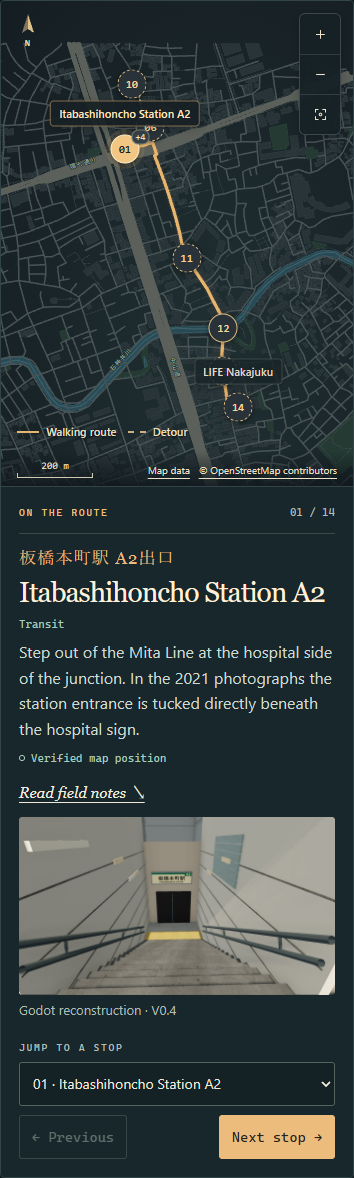 N
+
−
10
Itabashihoncho Station A2
06
+4
01
11
12
LIFE Nakajuku
14
Walking route
Detour
200 m
Map data
© OpenStreetMap contributors
ON THE ROUTE
01 / 14
板橋本町駅 A2出口
Itabashihoncho Station A2
Transit
Step out of the Mita Line at the hospital side
of the junction. In the 2021 photographs the
station entrance is tucked directly beneath
the hospital sign.
Verified map position
Read field notes ↘
板橋本町駅
Godot reconstruction · V0.4
JUMP TO A STOP
01 · Itabashihoncho Station A2
← Previous
Next stop →